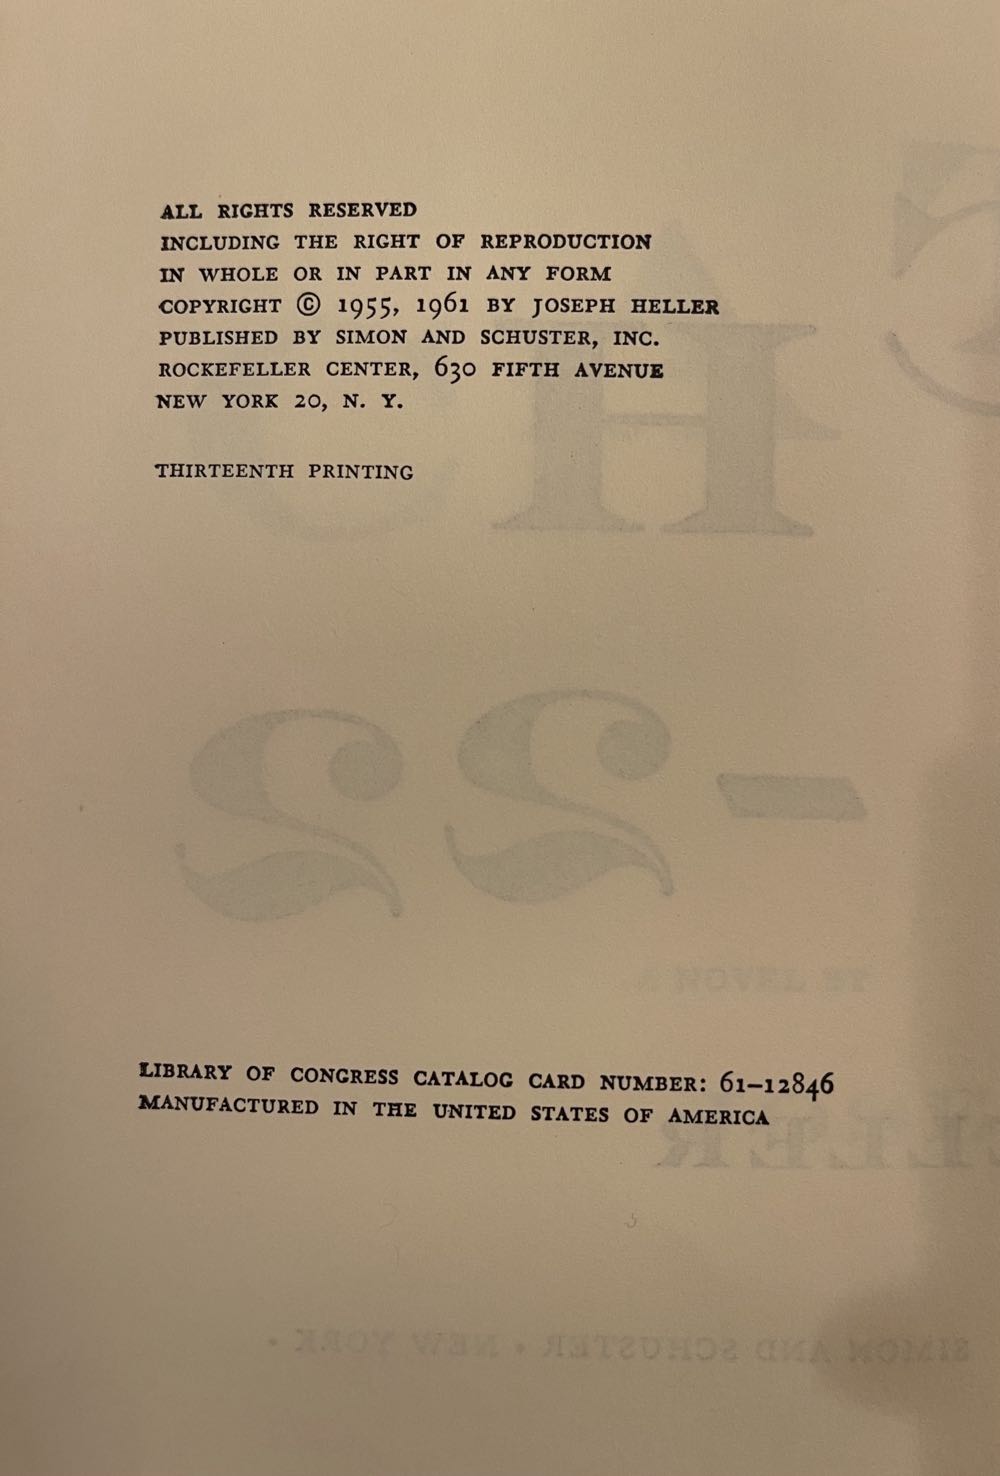 ALL RIGHTS RESERVED
INCLUDING THE RIGHT OF REPRODUCTION
IN WHOLE OR IN PART IN ANY FORM
COPYRIGHT © 1955, 1961 BY JOSEPH HELLER
PUBLISHED BY SIMON AND SCHUSTER, INC.
ROCKEFELLER CENTER, 630 FIFTH AVENUE
NEW YORK 20, N. Y.
THIRTEENTH PRINTING
LIBRARY OF CONGRESS CATALOG CARD NUMBER: 61–12846
MANUFACTURED IN THE UNITED STATES OF AMERICA